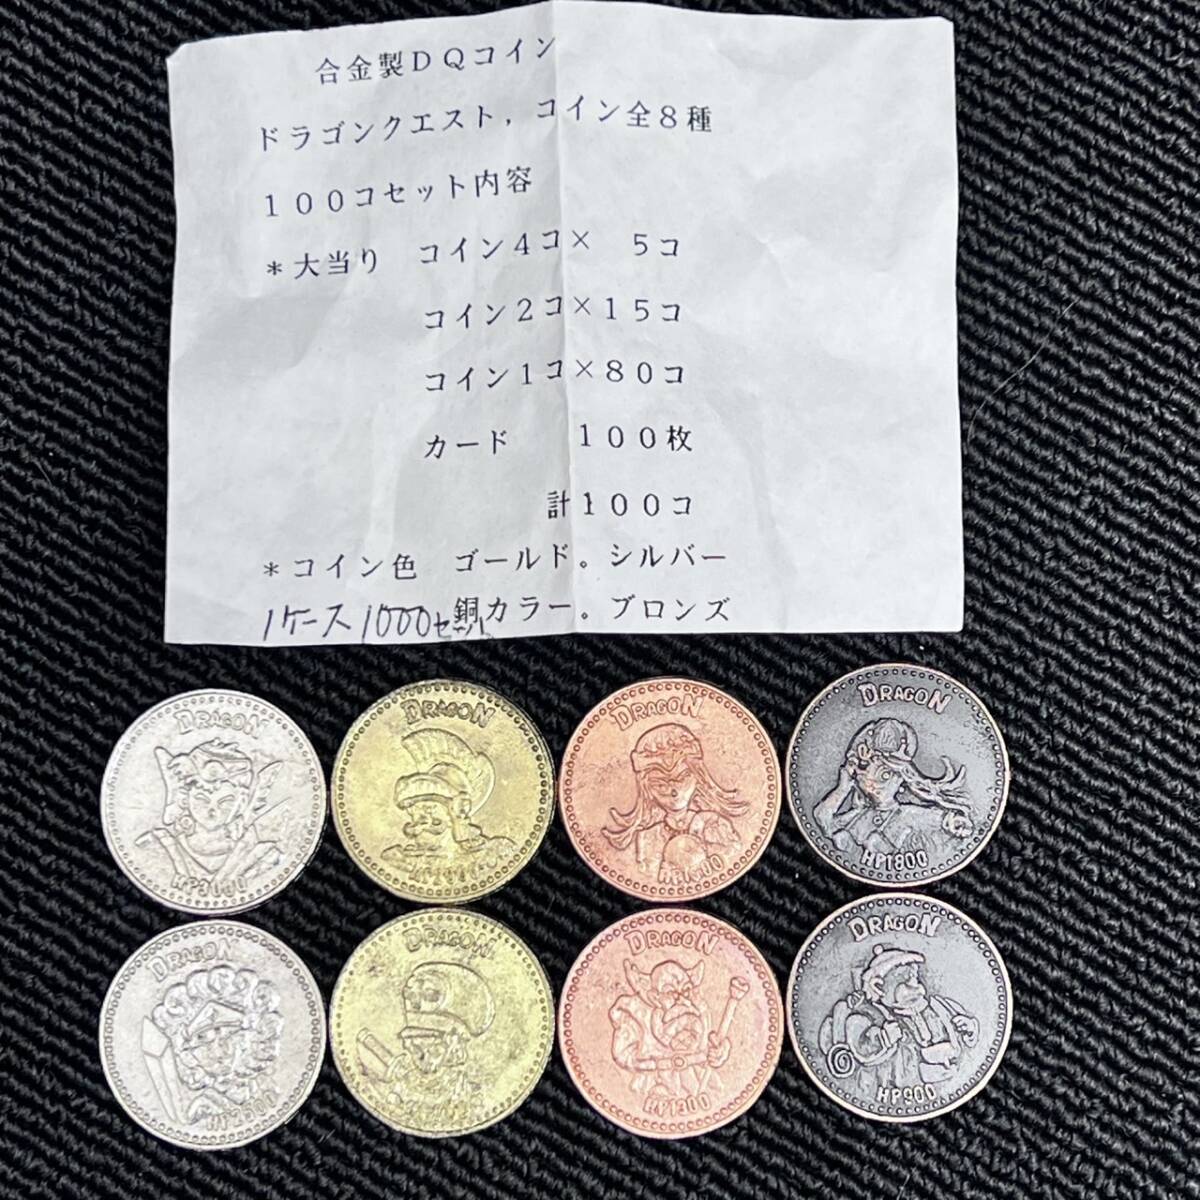 合金製ＤＱコイン
ドラゴンクエスト，コイン全８種
１００コセット内容
＊大当り　コイン４コ×　５コ
コイン２コ×１５コ
コイン１コ×８０コ
カード　１００枚
計１００コ
＊コイン色　ゴールド。シルバー
1ケース1000セット
銅カラー。ブロンズ
DRAGON
HP3000
DRAGON
DRAGON
DRAGON
HP1800
DRAGON
HP2500
DRAGON
DRAGON
HP1300
DRAGON
HP900